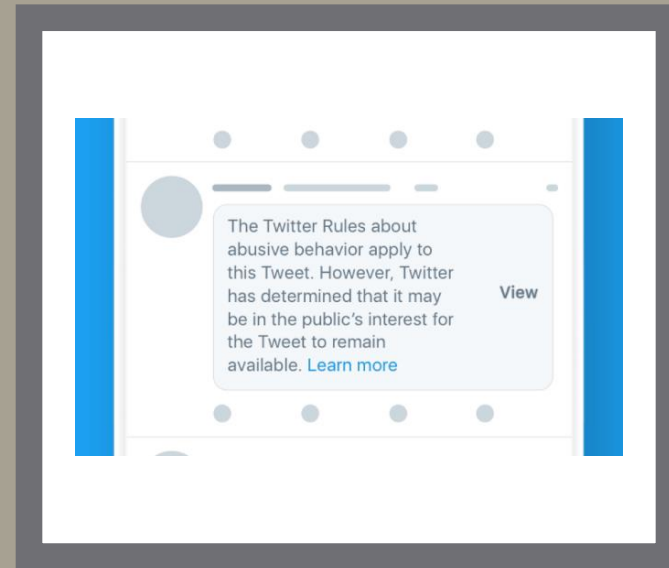 The Twitter Rules about
abusive behavior apply to
this Tweet. However, Twitter
has determined that it may
View
be in the public’s interest for
the Tweet to remain
available. Learn more